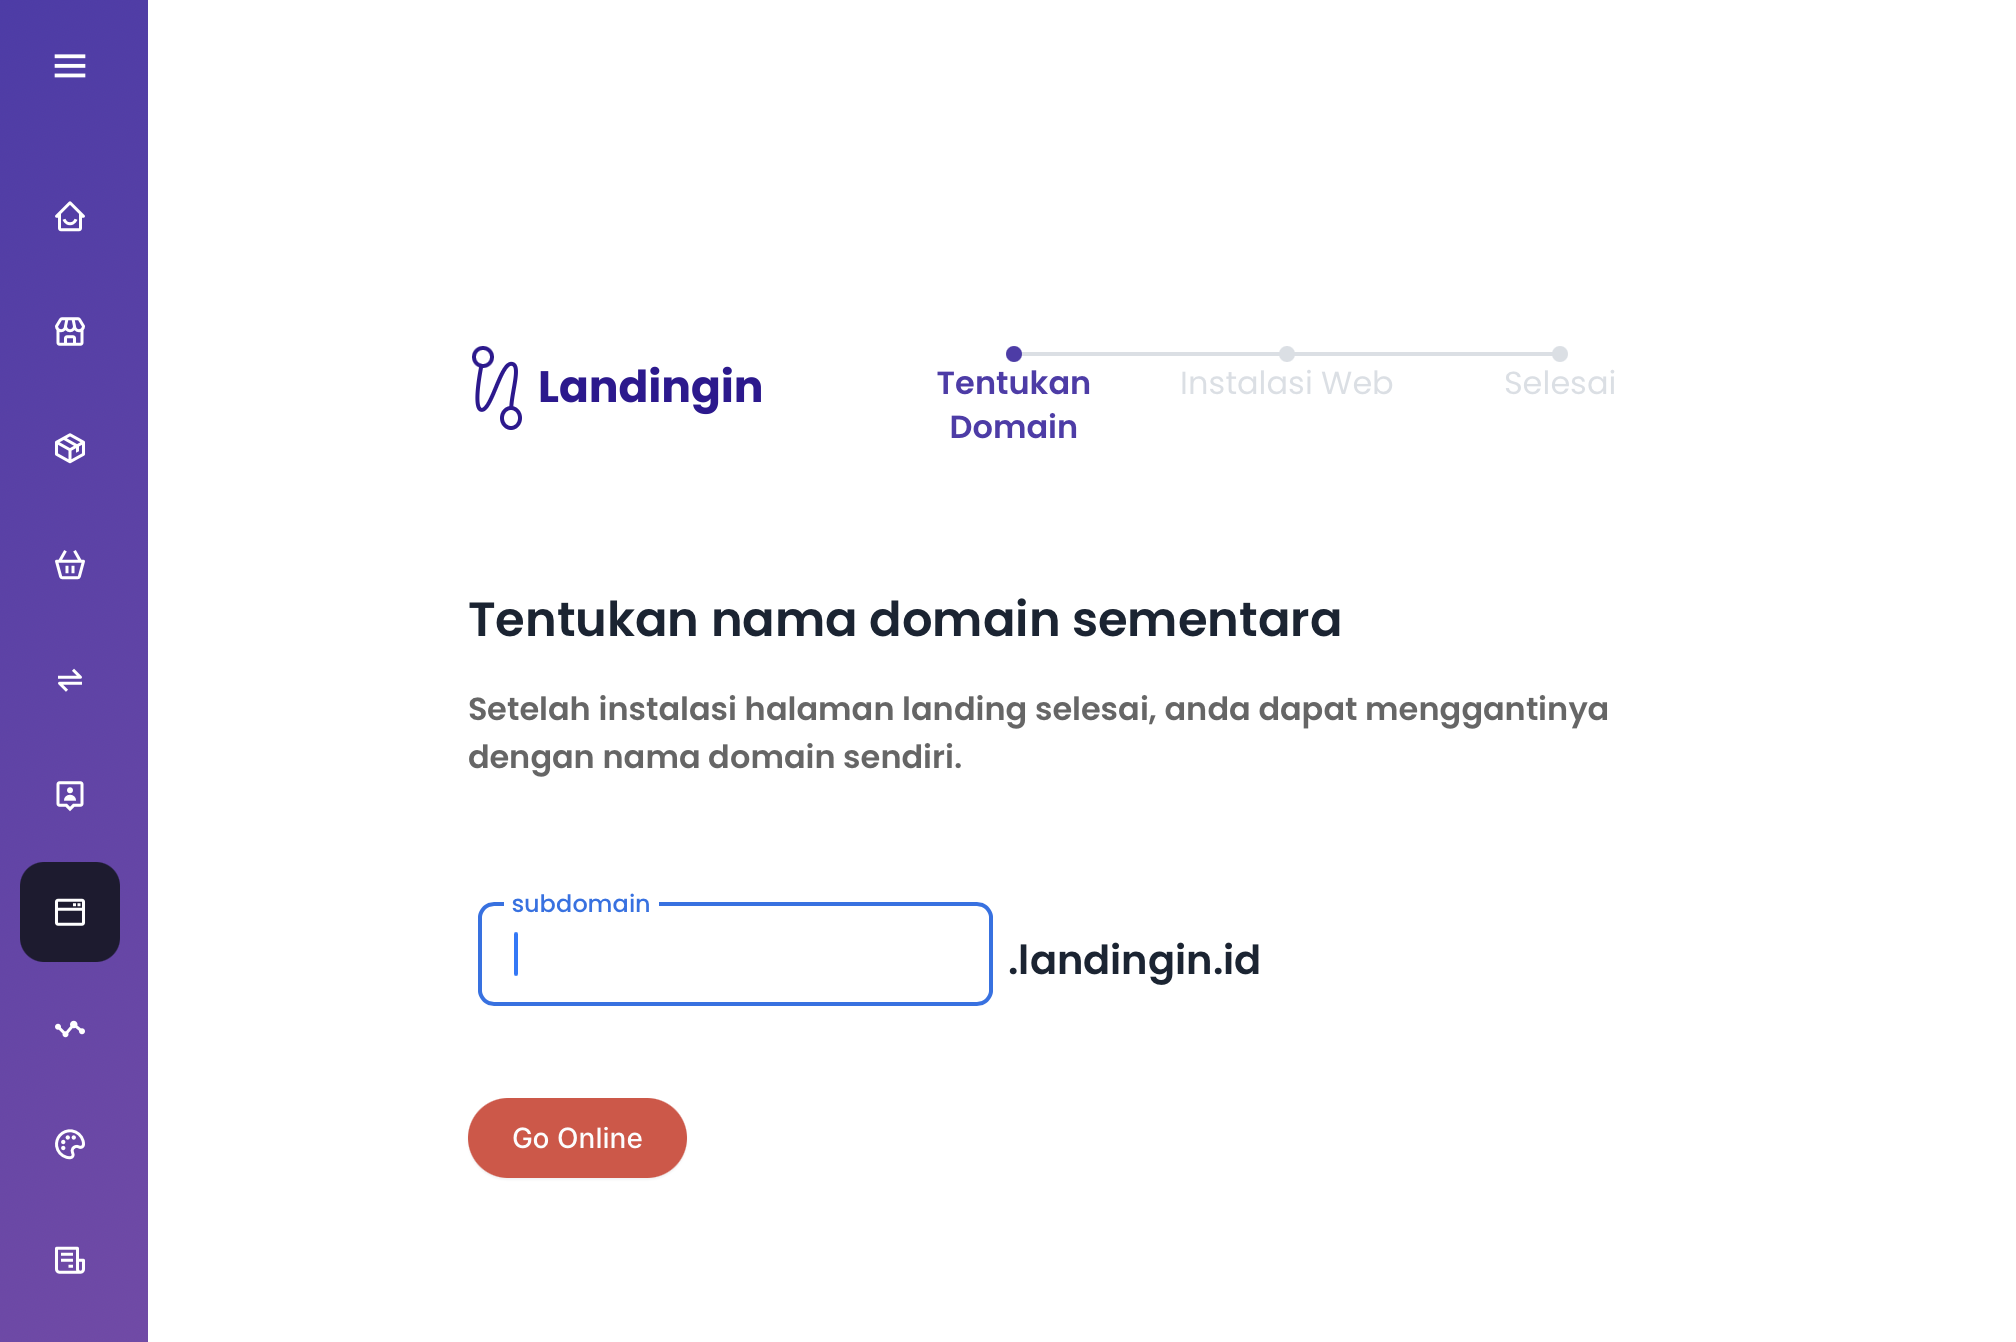 Landingin
Tentukan
Domain
Instalasi Web
Selesai
Tentukan nama domain sementara
Setelah instalasi halaman landing selesai, anda dapat menggantinya
dengan nama domain sendiri.
subdomain
.landingin.id
Go Online